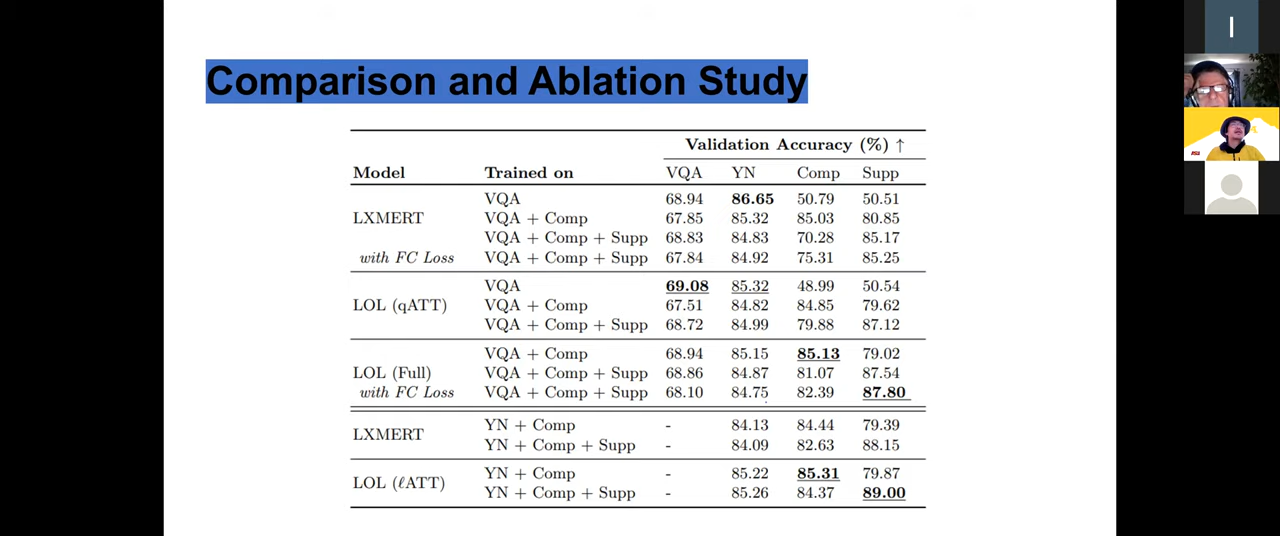 Comparison and Ablation Study
Validation Accuracy (%) ↑
Model Trained on VQA YN Comp Supp
VQA 68.94 86.65 50.79 50.51
LXMERT VQA + Comp 67.85 85.32 85.03 80.85
VQA + Comp + Supp 68.83 84.83 70.28 85.17
with FC Loss VQA + Comp + Supp 67.84 84.92 75.31 85.25
VQA 69.08 85.32 48.99 50.54
LOL (qATT) VQA + Comp 67.51 84.82 84.85 79.62
VQA + Comp + Supp 68.72 84.99 79.88 87.12
VQA + Comp 68.94 85.15 85.13 79.02
LOL (Full) VQA + Comp + Supp 68.86 84.87 81.07 87.54
with FC Loss VQA + Comp + Supp 68.10 84.75 82.39 87.80
LXMERT
YN + Comp - 84.13 84.44 79.39
YN + Comp + Supp - 84.09 82.63 88.15
LOL (ℓATT)
YN + Comp - 85.22 85.31 79.87
YN + Comp + Supp - 85.26 84.37 89.00
I
ASU